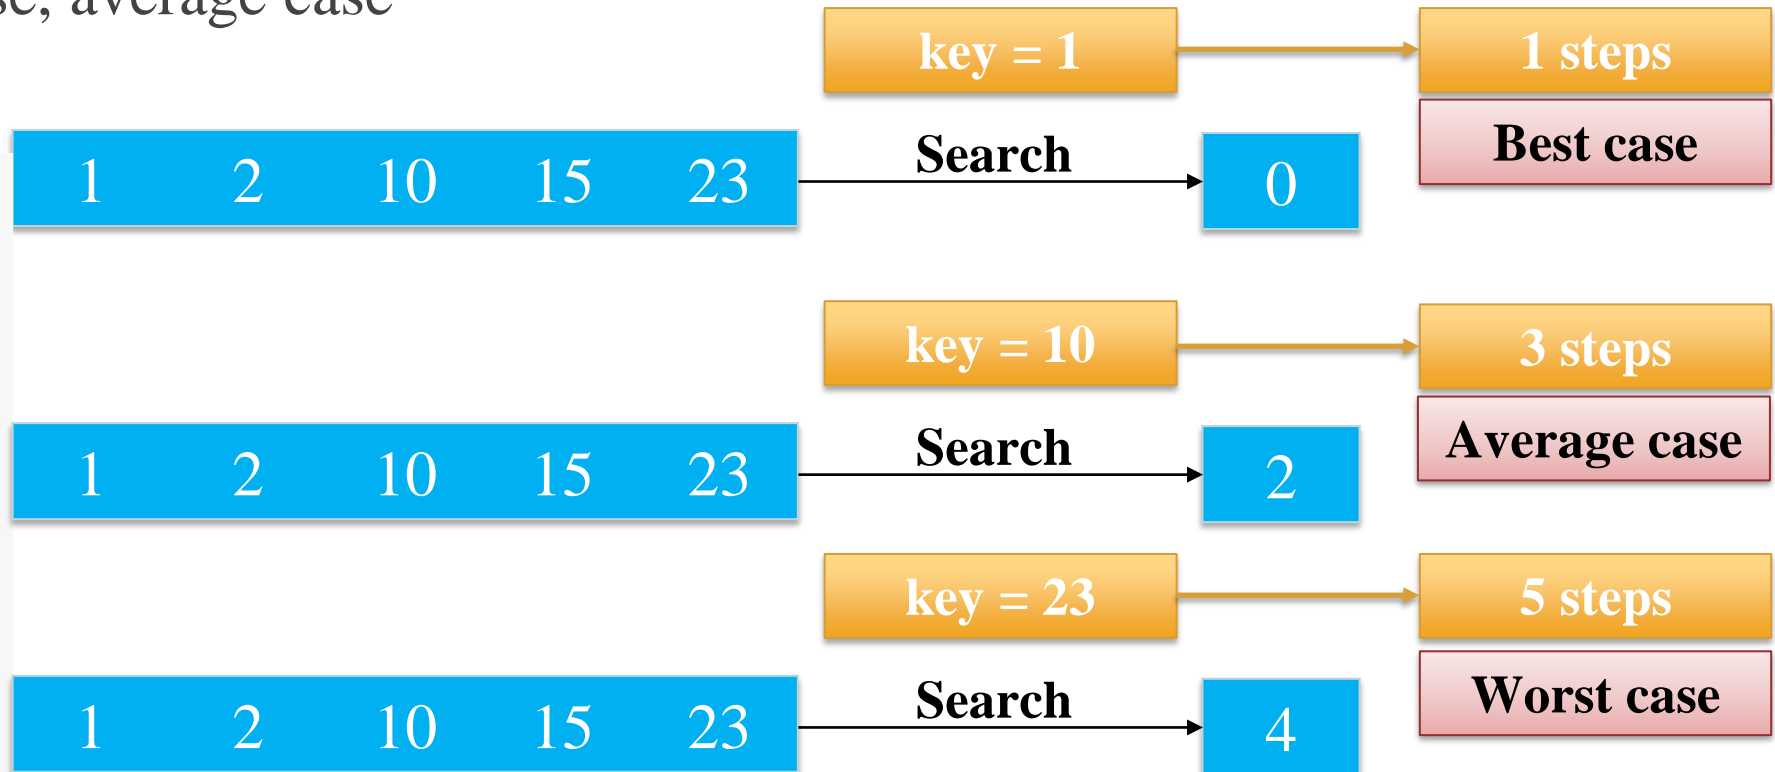 , average case
key = 1
1 steps
Best case
1 2 10 15 23
Search
0
key = 10
3 steps
Average case
1 2 10 15 23
Search
2
key = 23
5 steps
Worst case
1 2 10 15 23
Search
4